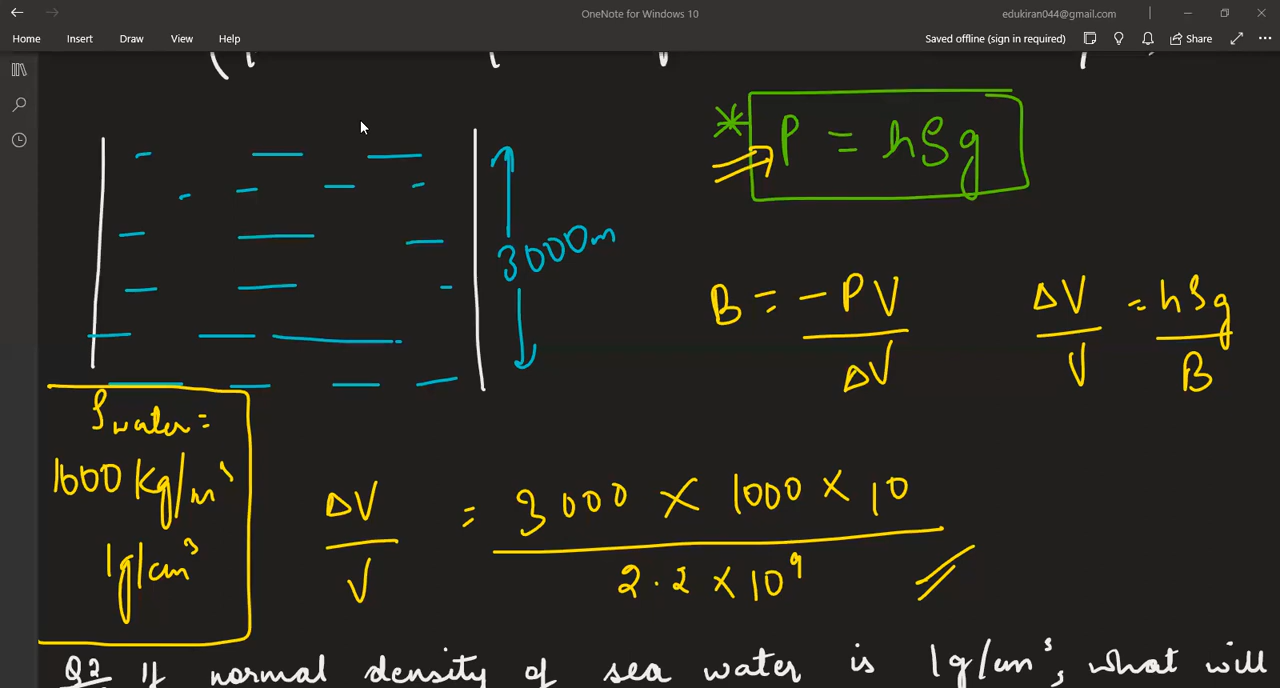 OneNote for Windows 10
edukiran044@gmail.com
Home Insert Draw View Help
Saved offline (sign in required)
Share
* P = hρg
3000m
B = -PV/ΔV
ΔV/V = hρg/B
ρwater =
1000 Kg/m³
1g/cm³
ΔV/V = 3000 × 1000 × 10 / 2.2 × 10⁹
Q2 If normal density of sea water is 1g/cm³, what will